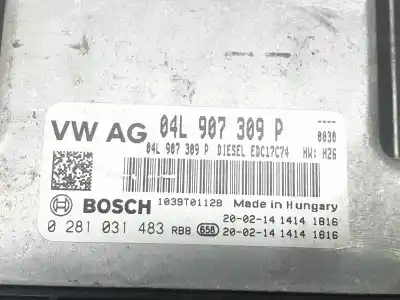 VW AG 04L 907 309 P 0030
04L 907 309 P DIESEL EDC17C74 HW: H26
BOSCH 1039T01128 Made in Hungary
20-02-14 1414 1816
0 281 031 483 RB8 658 20-02-14 1414 1816